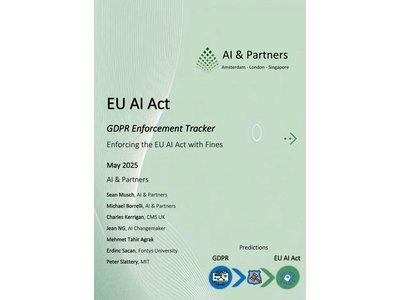 AI & Partners
Amsterdam - London - Singapore
EU AI Act
GDPR Enforcement Tracker
Enforcing the EU AI Act with Fines
May 2025
AI & Partners
Sean Musch, AI & Partners
Michael Borrelli, AI & Partners
Charles Kerrigan, CMS UK
Jean NG, AI Changemaker
Mehmet Tahir Agrak
Erdinc Sacan, Fontys University
Peter Slattery, MIT
Predictions
GDPR
EU AI Act